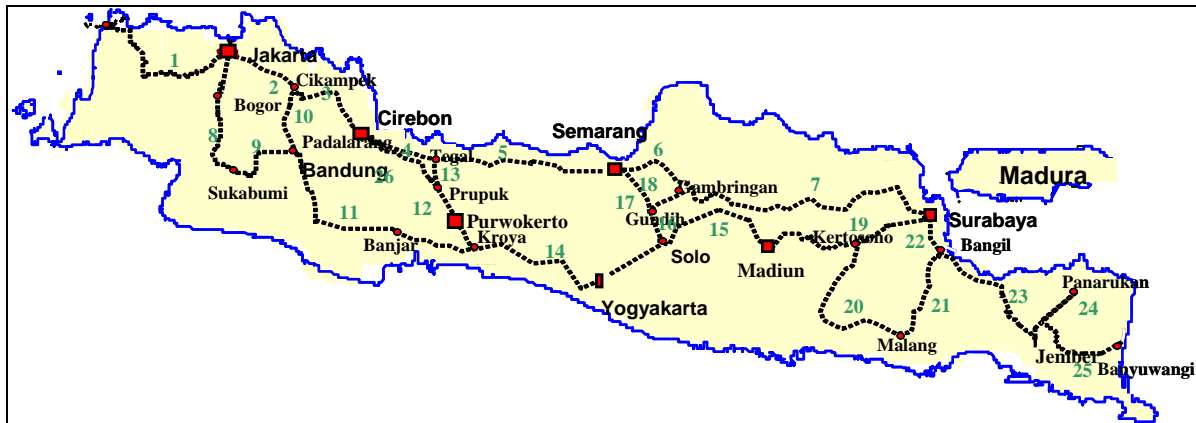 1
Jakarta
2
Cikampek
3
Bogor
10
Cirebon
8
9
Padalarang
Bandung
Sukabumi
4
26
Tegal
13
5
Prupuk
12
Purwokerto
11
Banjar
Kroya
14
Semarang
6
18
17
Gambringan
7
Gundih
16
15
Solo
Yogyakarta
Madiun
19
Kertosono
Madura
Surabaya
22
Bangil
20
21
Malang
23
Panarukan
24
Jember
25
Banyuwangi